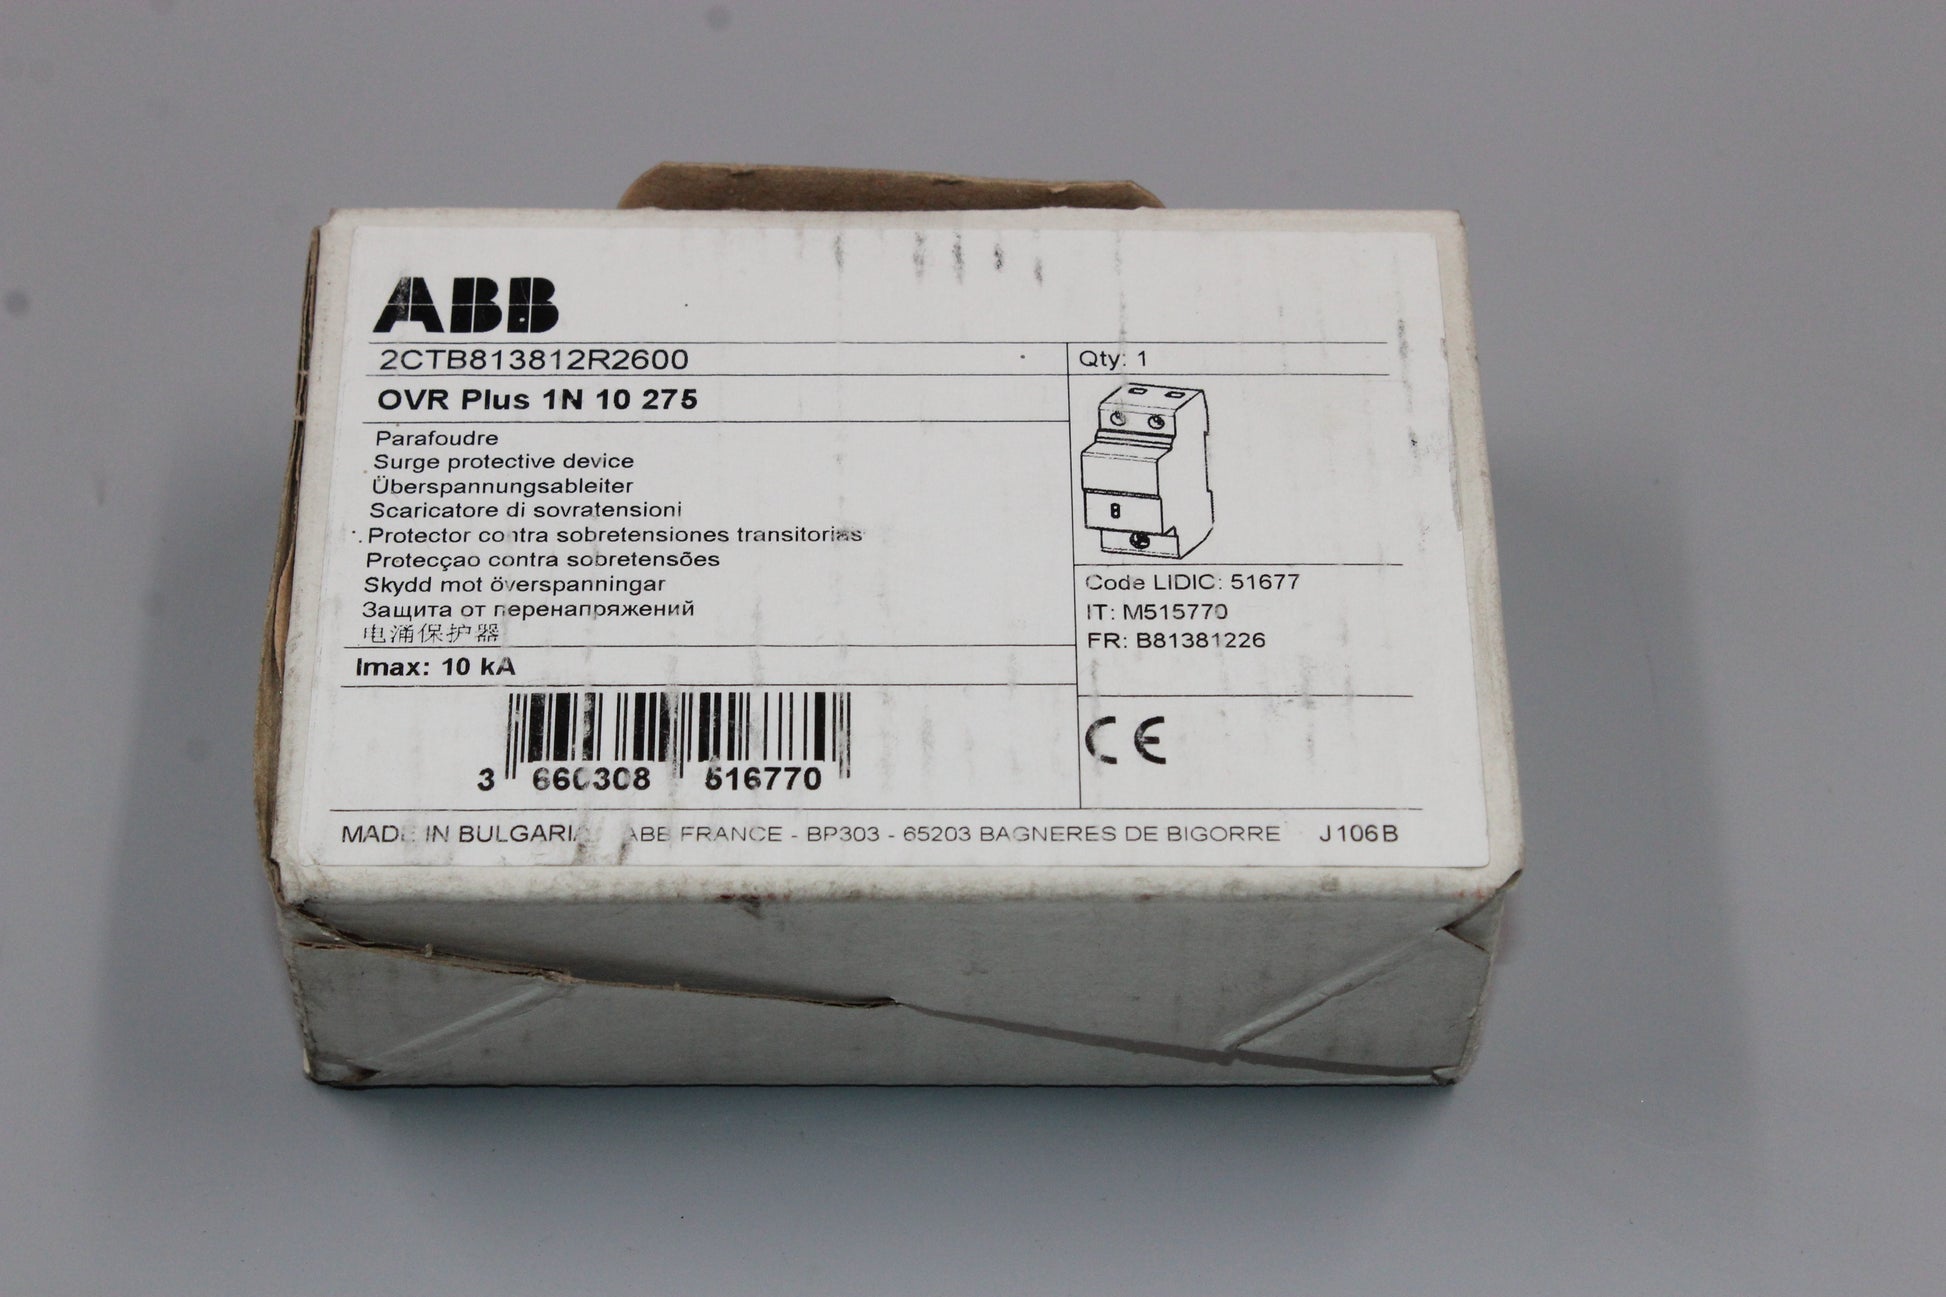 ABB
2CTB813812R2600
Qty: 1
OVR Plus 1N 10 275
Parafoudre
Surge protective device
Überspannungsableiter
Scaricatore di sovratensioni
Protector contra sobretensiones transitorias
Protecçao contra sobretensões
Skydd mot överspanningar
Защита от перенапряжений
电涌保护器
Imax: 10 kA
Code LIDIC: 51677
IT: M515770
FR: B81381226
CE
3 660308 516770
MADE IN BULGARIA ABB FRANCE - BP303 - 65203 BAGNERES DE BIGORRE J106B